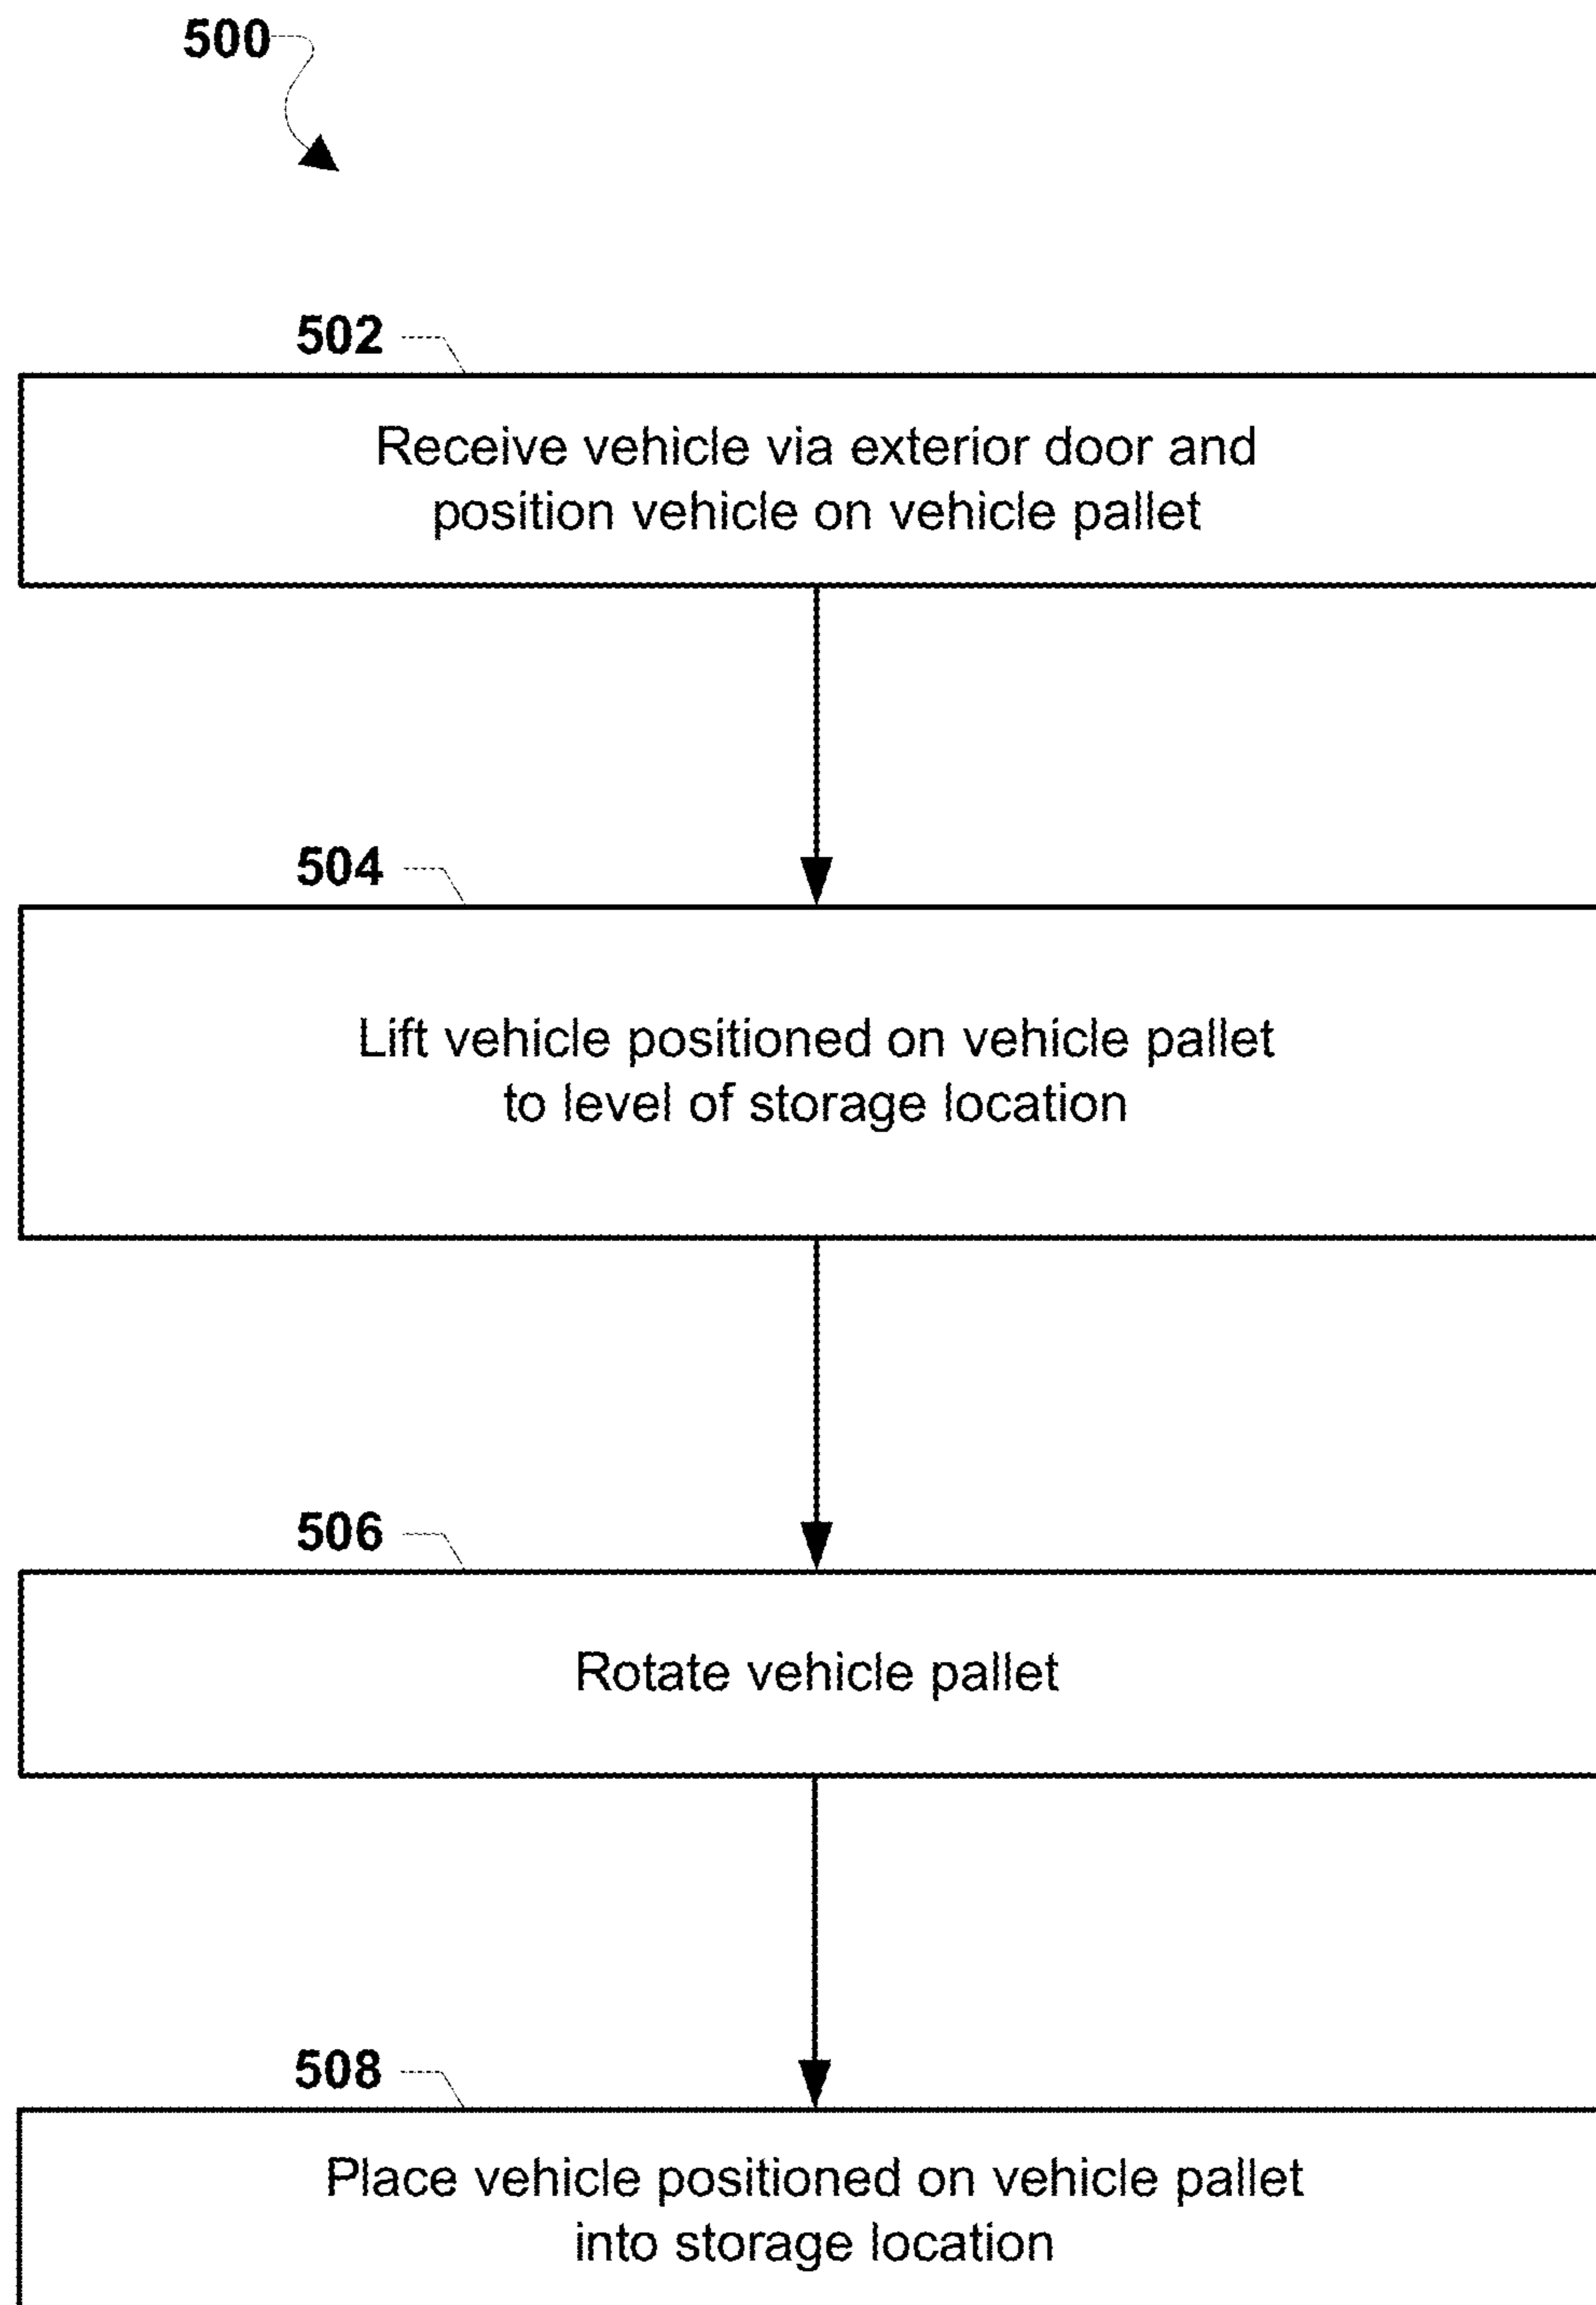 500
502
Receive vehicle via exterior door and
position vehicle on vehicle pallet
504
Lift vehicle positioned on vehicle pallet
to level of storage location
506
Rotate vehicle pallet
508
Place vehicle positioned on vehicle pallet
into storage location